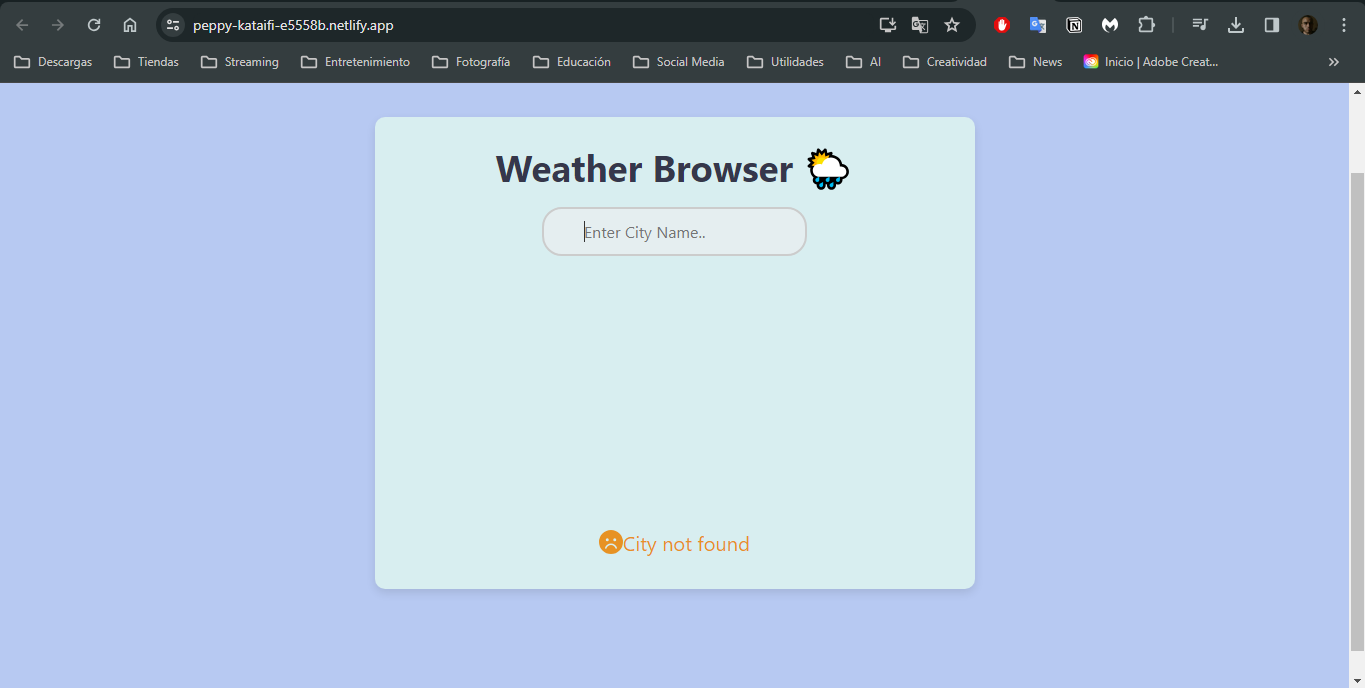 peppy-kataifi-e5558b.netlify.app
Descargas Tiendas Streaming Entretenimiento Fotografía Educación Social Media Utilidades AI Creatividad News Inicio | Adobe Creat...
Weather Browser
Enter City Name..
City not found